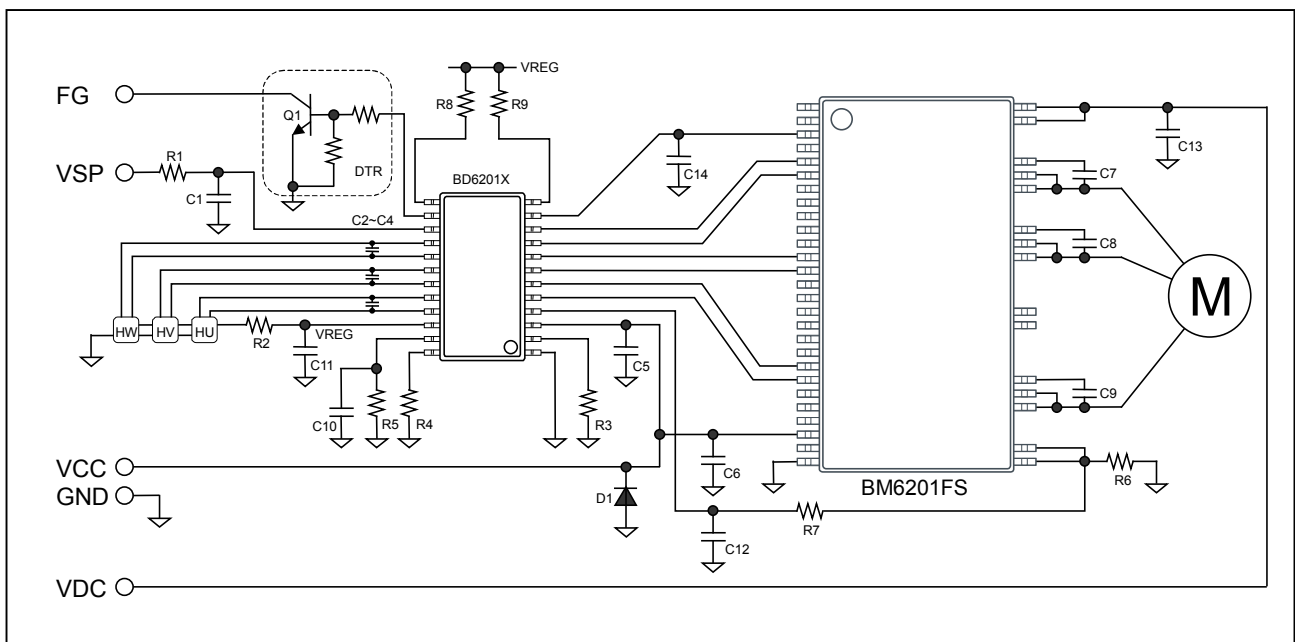 VREG
R8
R9
FG
Q1
DTR
C13
R1
VSP
C1
C14
C7
BD6201X
C2~C4
C8
M
HW
HV
HU
R2
VREG
C11
C5
C9
C10
R5
R4
R3
VCC
GND
C6
D1
R6
BM6201FS
R7
C12
VDC